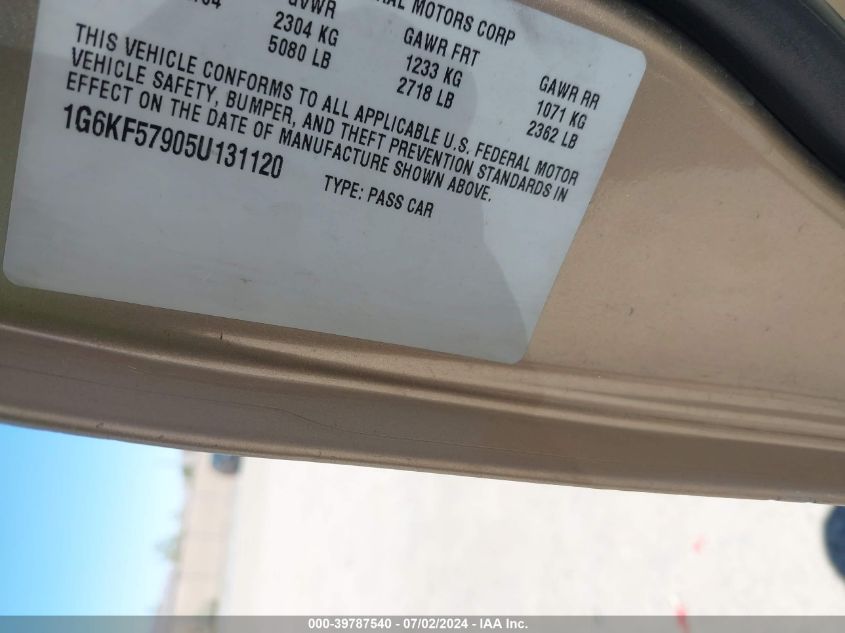 MOTORS CORP
GVWR GAWR FRT GAWR RR
2304 KG 1233 KG 1071 KG
5080 LB 2718 LB 2362 LB
THIS VEHICLE CONFORMS TO ALL APPLICABLE U.S. FEDERAL MOTOR
VEHICLE SAFETY, BUMPER, AND THEFT PREVENTION STANDARDS IN
EFFECT ON THE DATE OF MANUFACTURE SHOWN ABOVE.
1G6KF57905U131120 TYPE: PASS CAR
000-39787540 - 07/02/2024 - IAA Inc.